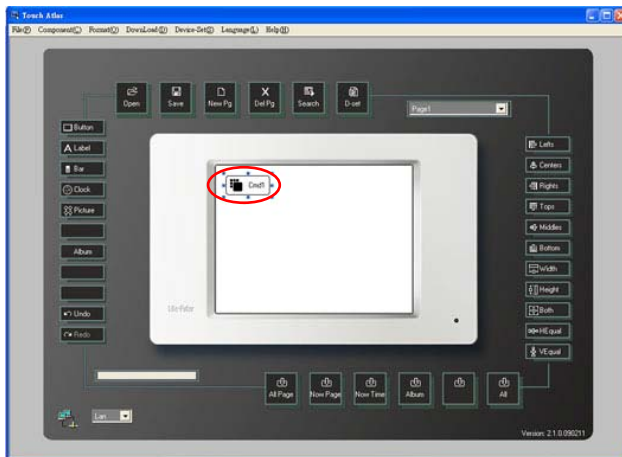 Touch Atlas
File(F) Component(C) Format(O) DownLoad(D) Device-Set(I) Language(L) Help(H)
Open Save New Pg Del Pg Search D-set
Page1
Button
Label
Bar
Clock
Picture
Album
Undo
Redo
Cmd1
Lefts
Centers
Rights
Tops
Middles
Bottom
Width
Height
Both
HEqual
VEqual
All Page Now Page Now Time Album All
Lan
Version: 2.1.0.090211